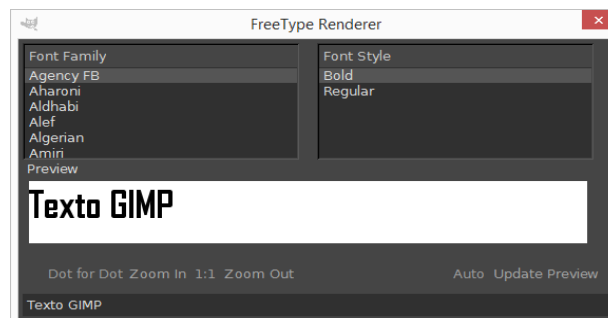 FreeType Renderer
Font Family
Agency FB
Aharoni
Aldhabi
Alef
Algerian
Amiri
Font Style
Bold
Regular
Preview
Texto GIMP
Dot for Dot Zoom In 1:1 Zoom Out Auto Update Preview
Texto GIMP